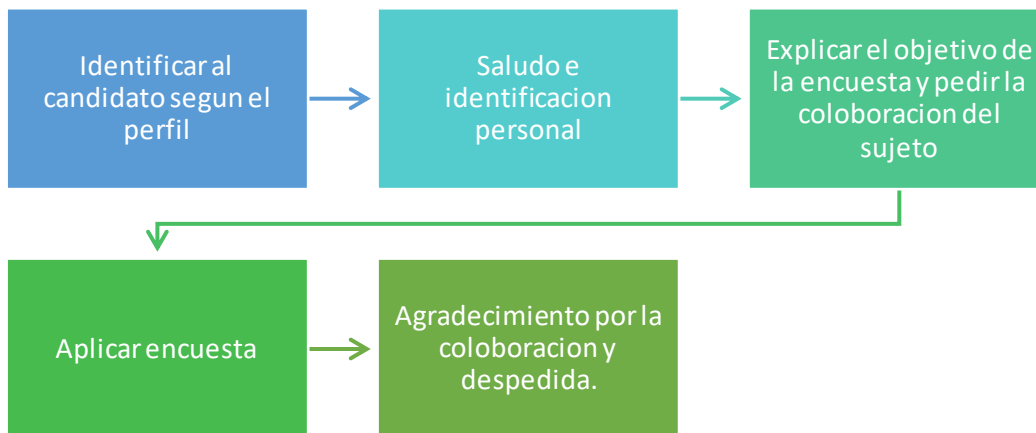 Identificar al
candidato segun el
perfil
Saludo e
identificacion
personal
Explicar el objetivo de
la encuesta y pedir la
coloboracion del
sujeto
Aplicar encuesta
Agradecimiento por la
coloboracion y
despedida.